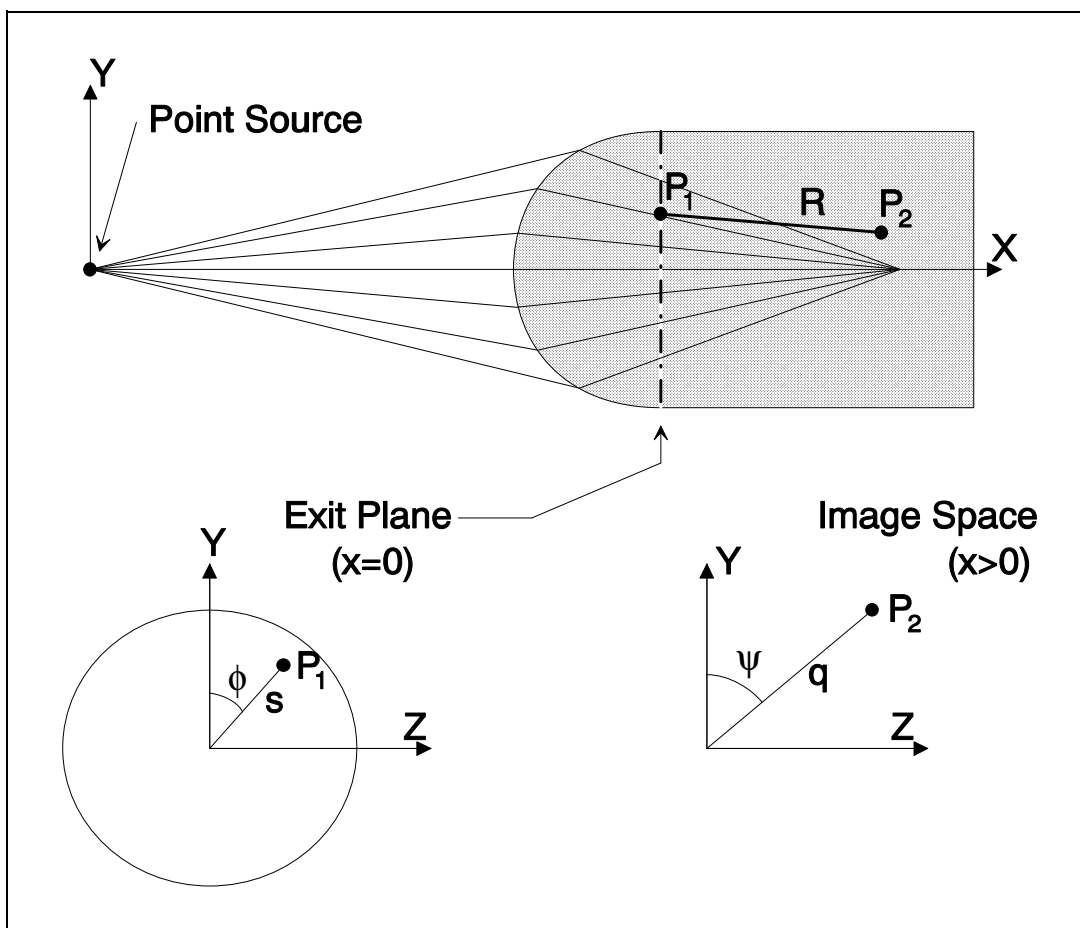 Y
Point Source
P1
R
P2
X
Exit Plane
(x=0)
Image Space
(x>0)
Y
ϕ
P1
s
Z
Y
ψ
P2
q
Z